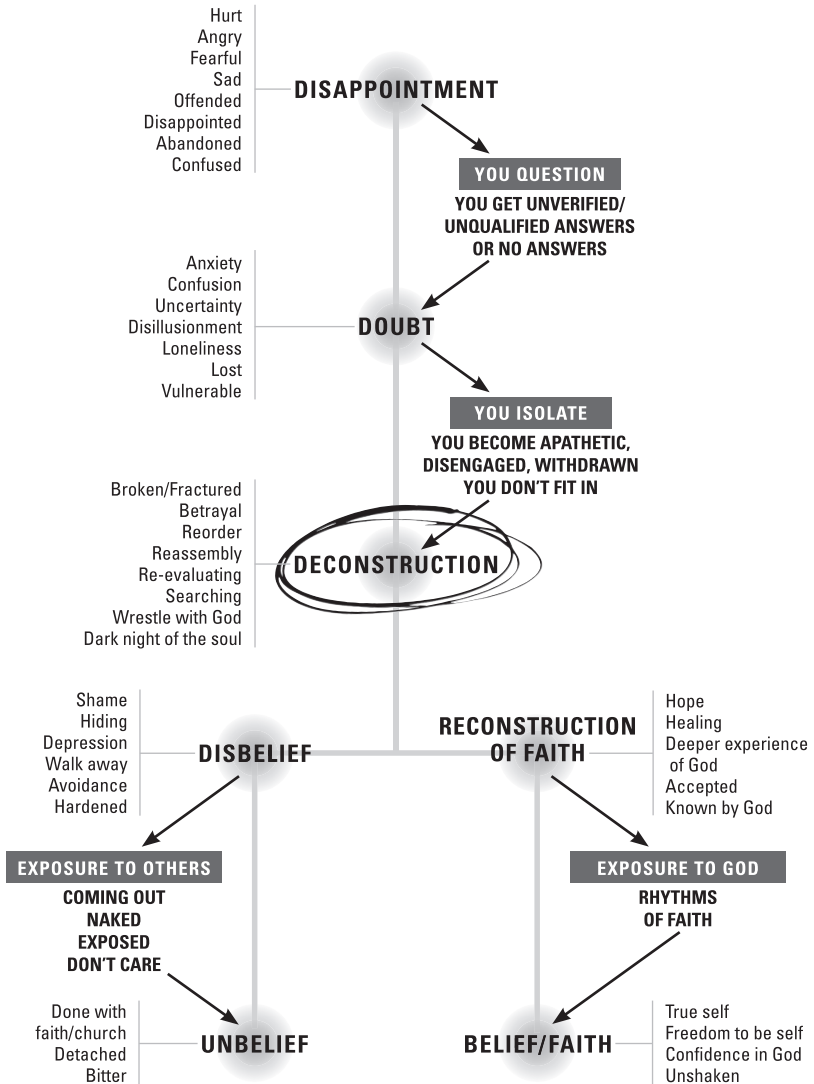 Hurt
Angry
Fearful
Sad
Offended
Disappointed
Abandoned
Confused
DISAPPOINTMENT
YOU QUESTION
YOU GET UNVERIFIED/
UNQUALIFIED ANSWERS
OR NO ANSWERS
Anxiety
Confusion
Uncertainty
Disillusionment
Loneliness
Lost
Vulnerable
DOUBT
YOU ISOLATE
YOU BECOME APATHETIC,
DISENGAGED, WITHDRAWN
YOU DON'T FIT IN
Broken/Fractured
Betrayal
Reorder
Reassembly
Re-evaluating
Searching
Wrestle with God
Dark night of the soul
DECONSTRUCTION
Shame
Hiding
Depression
Walk away
Avoidance
Hardened
DISBELIEF
RECONSTRUCTION
OF FAITH
Hope
Healing
Deeper experience
of God
Accepted
Known by God
EXPOSURE TO OTHERS
COMING OUT
NAKED
EXPOSED
DON'T CARE
EXPOSURE TO GOD
RHYTHMS
OF FAITH
Done with
faith/church
Detached
Bitter
UNBELIEF
BELIEF/FAITH
True self
Freedom to be self
Confidence in God
Unshaken